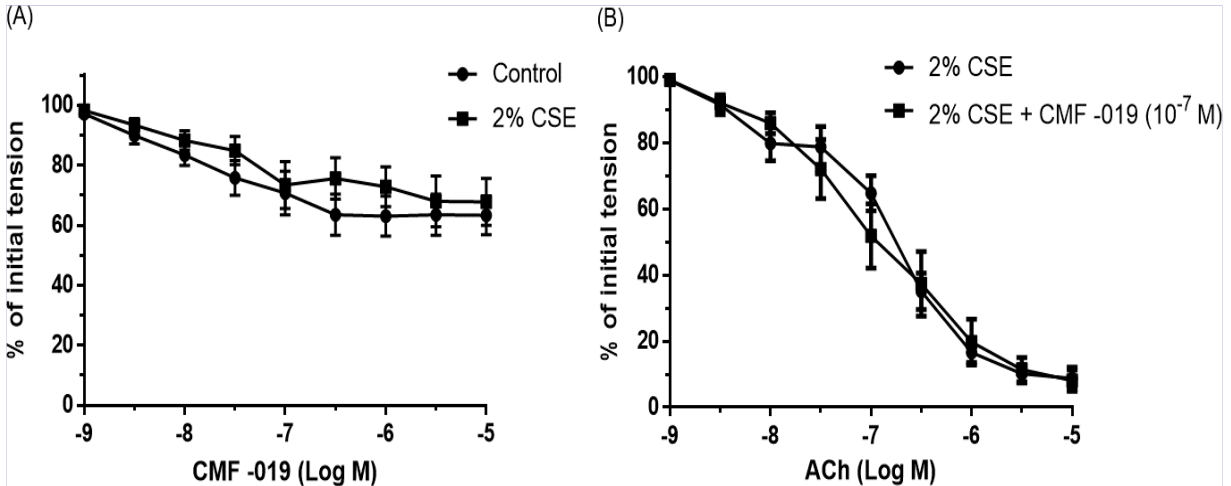 (A)
Control
2% CSE
% of initial tension
100
80
60
40
20
0
-9
-8
-7
-6
-5
CMF -019 (Log M)
(B)
2% CSE
2% CSE + CMF -019 (10⁻⁷ M)
% of initial tension
100
80
60
40
20
0
-9
-8
-7
-6
-5
ACh (Log M)